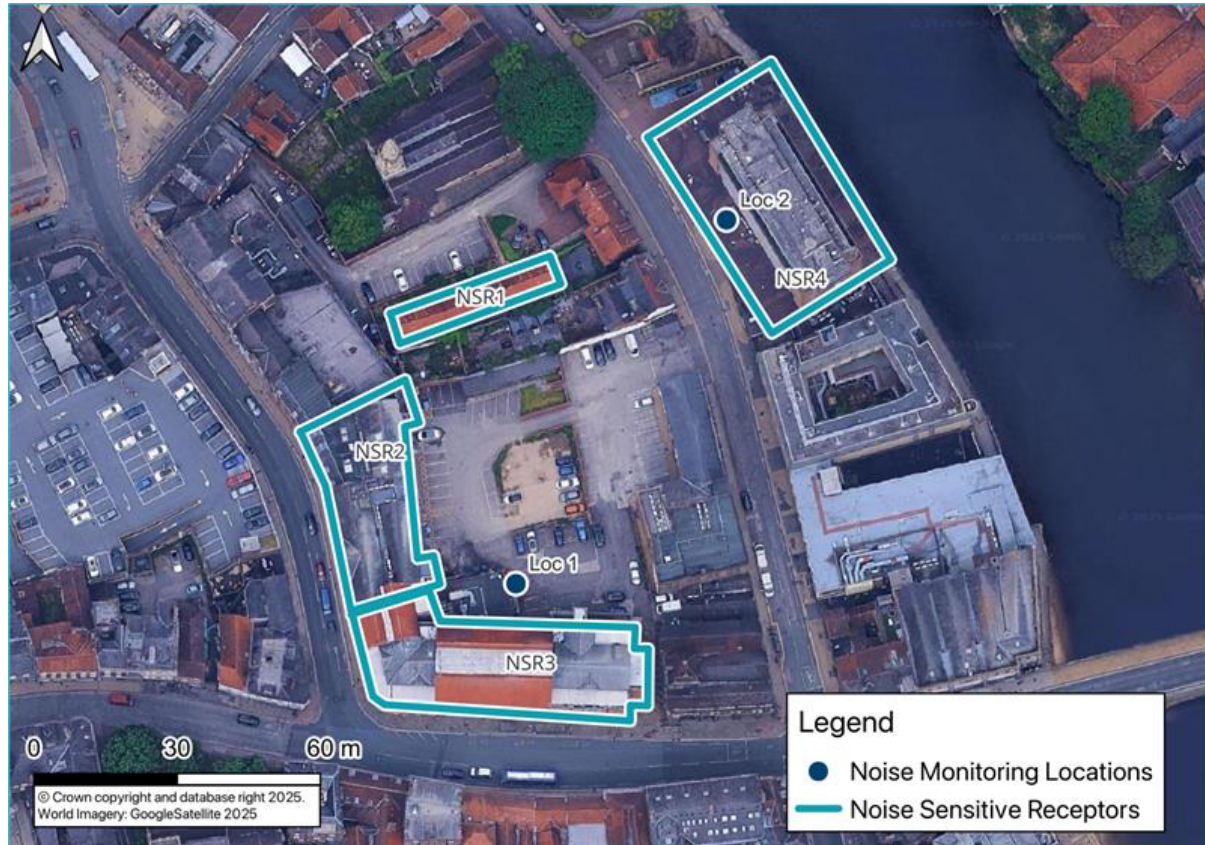 Loc 2
NSR4
NSR1
NSR2
Loc 1
NSR3
0 30 60 m
© Crown copyright and database right 2025.
World Imagery: GoogleSatellite 2025
Legend
Noise Monitoring Locations
Noise Sensitive Receptors